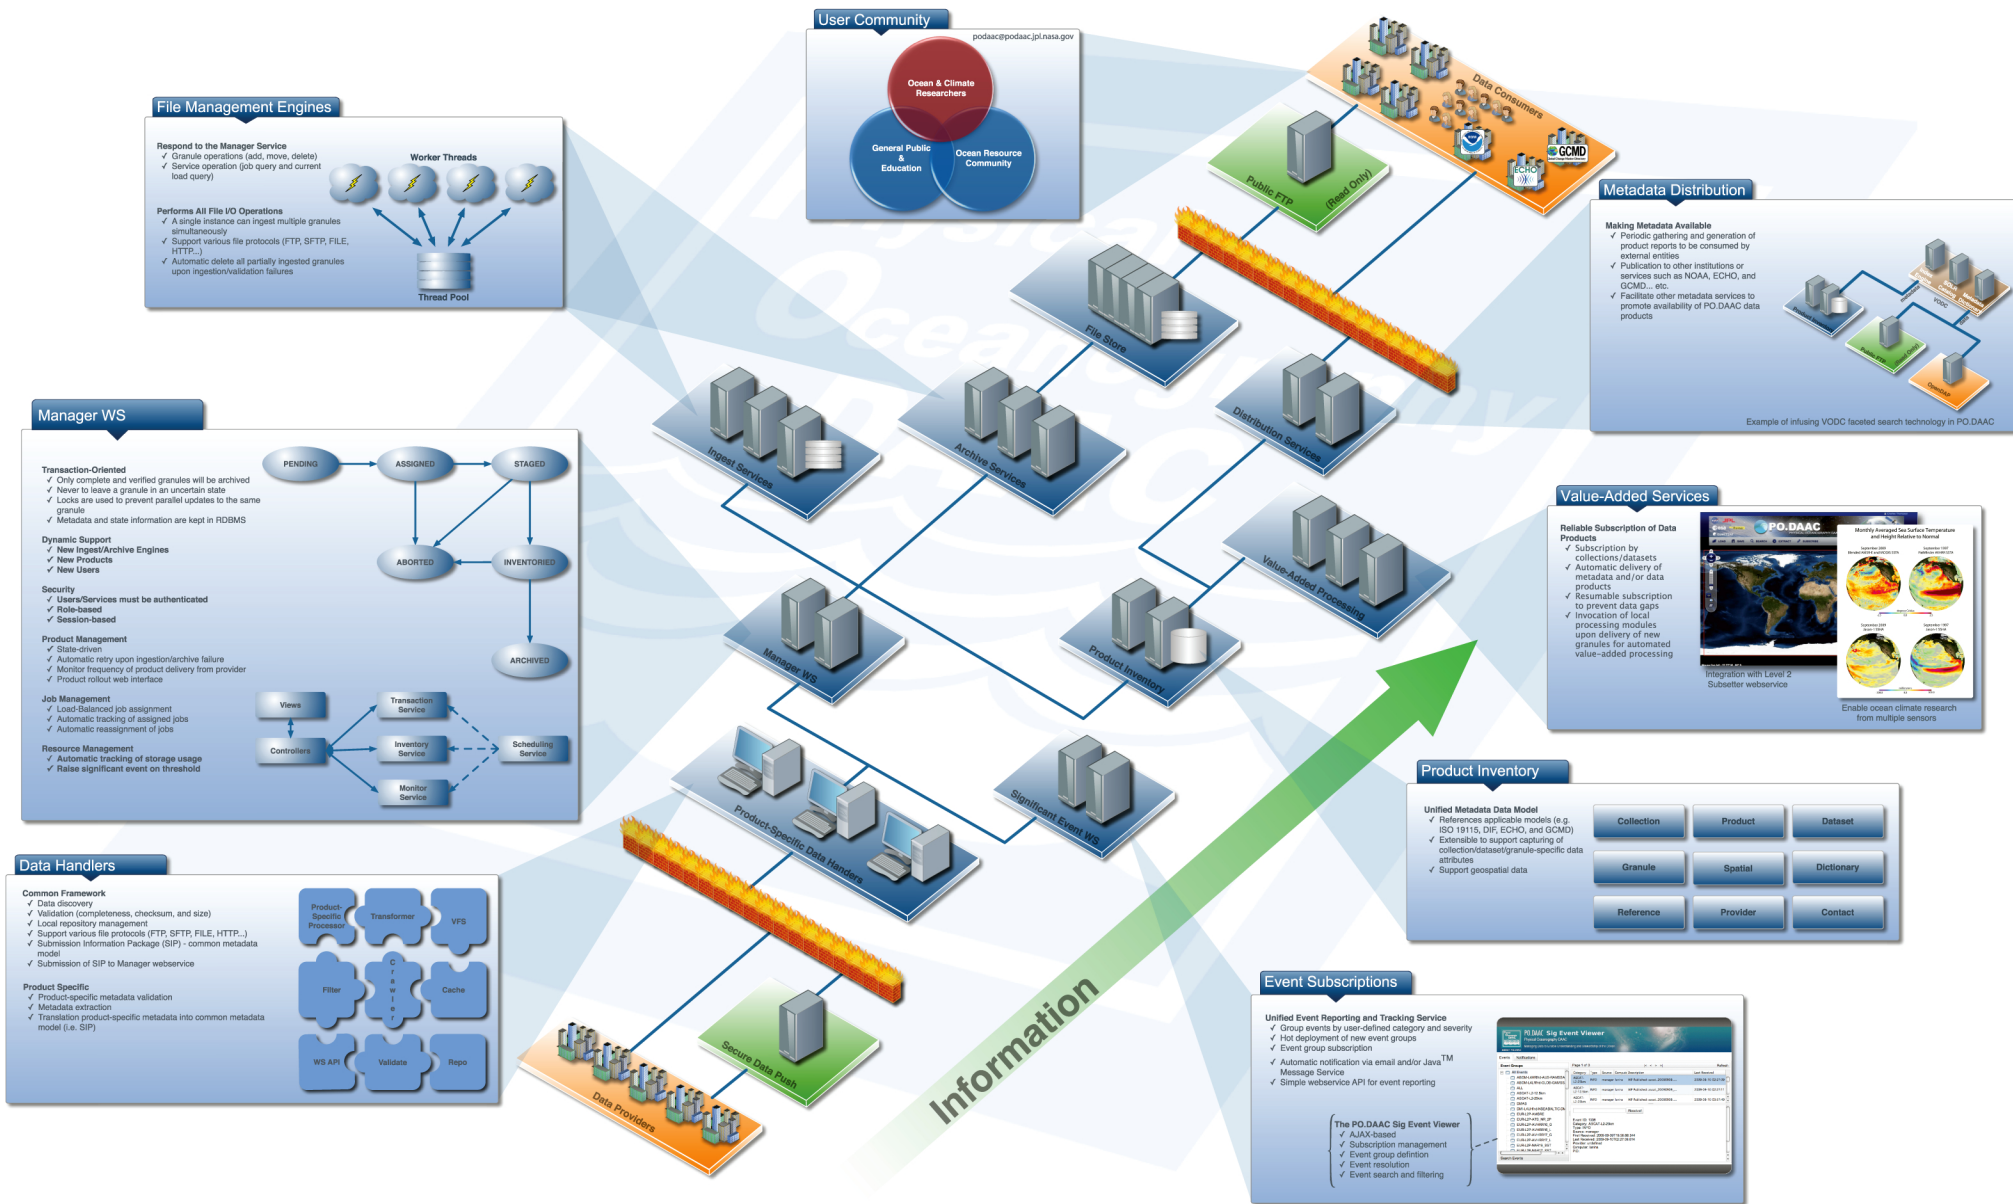 User Community
podaac@podaac.jpl.nasa.gov
Ocean & Climate
Researchers
General Public
&
Education
Ocean Resource
Community
File Management Engines
Respond to the Manager Service
✓ Granule operations (add, move, delete)
✓ Service operation (job query and current
load query)
Worker Threads
Performs All File I/O Operations
✓ A single instance can ingest multiple granules
simultaneously
✓ Support various file protocols (FTP, SFTP, FILE,
HTTP...)
✓ Automatic delete all partially ingested granules
upon ingestion/validation failures
Thread Pool
Manager WS
Transaction-Oriented
✓ Only complete and verified granules will be archived
✓ Never to leave a granule in an uncertain state
✓ Locks are used to prevent parallel updates to the same
granule
✓ Metadata and state information are kept in RDBMS
Dynamic Support
✓ New Ingest/Archive Engines
✓ New Products
✓ New Users
Security
✓ Users/Services must be authenticated
✓ Role-based
✓ Session-based
Product Management
✓ State-driven
✓ Automatic retry upon ingestion/archive failure
✓ Monitor frequency of product delivery from provider
✓ Product rollout web interface
Job Management
✓ Load-Balanced job assignment
✓ Automatic tracking of assigned jobs
✓ Automatic reassignment of jobs
Resource Management
✓ Automatic tracking of storage usage
✓ Raise significant event on threshold
PENDING
ASSIGNED
STAGED
ABORTED
INVENTORIED
ARCHIVED
Views
Controllers
Transaction
Service
Inventory
Service
Monitor
Service
Scheduling
Service
Data Handlers
Common Framework
✓ Data discovery
✓ Validation (completeness, checksum, and size)
✓ Local repository management
✓ Support various file protocols (FTP, SFTP, FILE, HTTP...)
✓ Submission Information Package (SIP) - common metadata
model
✓ Submission of SIP to Manager webservice
Product Specific
✓ Product-specific metadata validation
✓ Metadata extraction
✓ Translation product-specific metadata into common metadata
model (i.e. SIP)
Product-
Specific
Processor
Transformer
VFS
Filter
Crawler
Cache
WS API
Validate
Repo
Data Consumers
GCMD
ECHO
Public FTP
(Read Only)
File Store
Ingest Services
Archive Services
Distribution Services
Manager WS
Product Inventory
Value-Added Processing
Product-Specific Data Handlers
Significant Event WS
Data Providers
Secure Data Push
Information
Oceanography
Metadata Distribution
Making Metadata Available
✓ Periodic gathering and generation of
product reports to be consumed by
external entities
✓ Publication to other institutions or
services such as NOAA, ECHO, and
GCMD... etc.
✓ Facilitate other metadata services to
promote availability of PO.DAAC data
products
Product Inventory
VODC
Public FTP
(Read Only)
OpenDAP
Example of infusing VODC faceted search technology in PO.DAAC
Value-Added Services
Reliable Subscription of Data
Products
✓ Subscription by
collections/datasets
✓ Automatic delivery of
metadata and/or data
products
✓ Resumable subscription
to prevent data gaps
✓ Invocation of local
processing modules
upon delivery of new
granules for automated
value-added processing
PO.DAAC
Integration with Level 2
Subsetter webservice
Monthly Averaged Sea Surface Temperature
and Height Relative to Normal
Enable ocean climate research
from multiple sensors
Product Inventory
Unified Metadata Data Model
✓ References applicable models (e.g.
ISO 19115, DIF, ECHO, and GCMD)
✓ Extensible to support capturing of
collection/dataset/granule-specific data
attributes
✓ Support geospatial data
Collection
Product
Dataset
Granule
Spatial
Dictionary
Reference
Provider
Contact
Event Subscriptions
Unified Event Reporting and Tracking Service
✓ Group events by user-defined category and severity
✓ Hot deployment of new event groups
✓ Event group subscription
✓ Automatic notification via email and/or Java™
Message Service
✓ Simple webservice API for event reporting
The PO.DAAC Sig Event Viewer
✓ AJAX-based
✓ Subscription management
✓ Event group defintion
✓ Event resolution
✓ Event search and filtering
PO.DAAC Sig Event Viewer